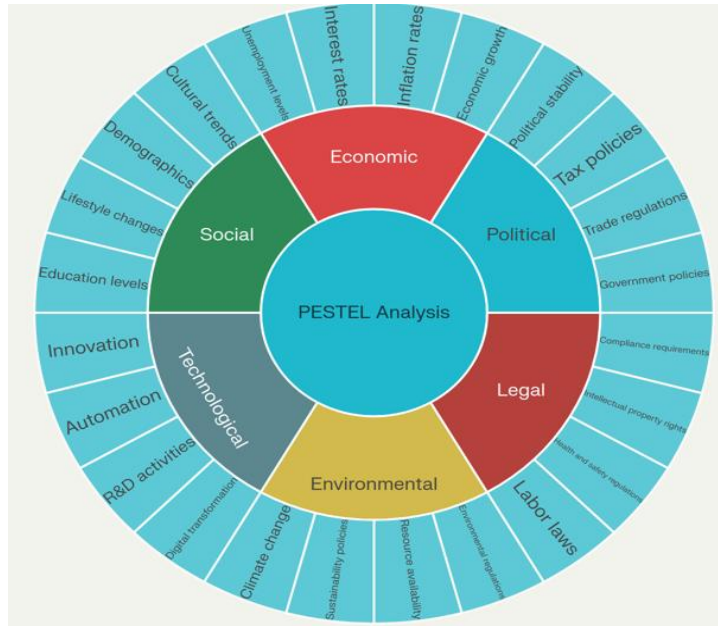 PESTEL Analysis
Political
Government policies
Trade regulations
Tax policies
Political stability
Economic
Economic growth
Inflation rates
Interest rates
Unemployment levels
Social
Cultural trends
Demographics
Lifestyle changes
Education levels
Technological
Innovation
Automation
R&D activities
Digital transformation
Environmental
Climate change
Sustainability policies
Resource availability
Environmental regulations
Legal
Labor laws
Health and safety regulations
Intellectual property rights
Compliance requirements